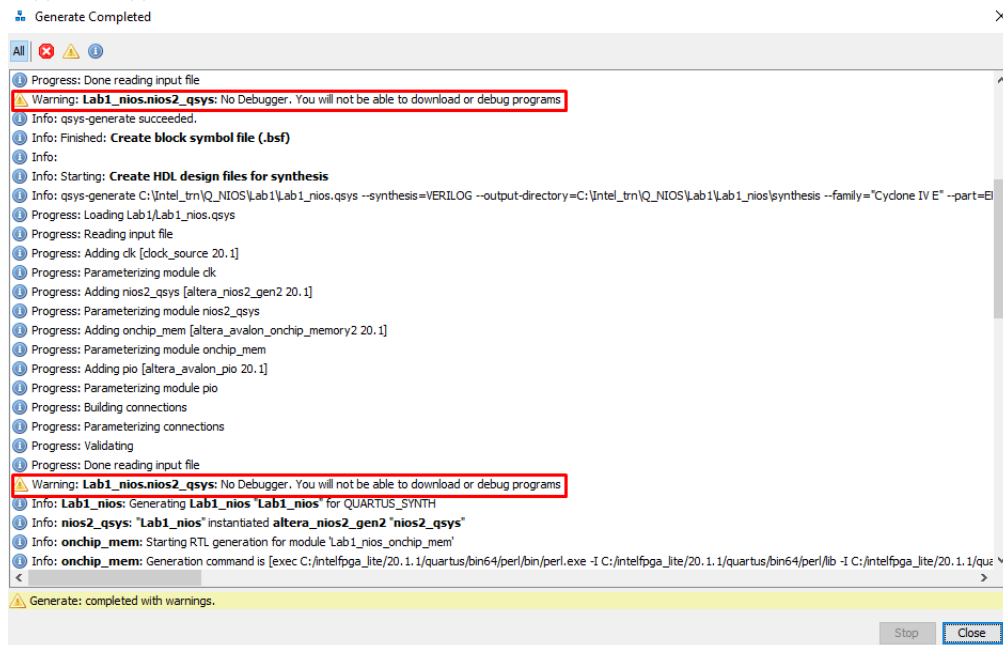 Generate Completed
All
Progress: Done reading input file
Warning: Lab1_nios.nios2_qsys: No Debugger. You will not be able to download or debug programs
Info: qsys-generate succeeded.
Info: Finished: Create block symbol file (.bsf)
Info:
Info: Starting: Create HDL design files for synthesis
Info: qsys-generate C:\Intel_trn\Q_NIOS\Lab1\Lab1_nios.qsys --synthesis=VERILOG --output-directory=C:\Intel_trn\Q_NIOS\Lab1\Lab1_nios\synthesis --family="Cyclone IV E" --part=E
Progress: Loading Lab1/Lab1_nios.qsys
Progress: Reading input file
Progress: Adding clk [clock_source 20.1]
Progress: Parameterizing module clk
Progress: Adding nios2_qsys [altera_nios2_gen2 20.1]
Progress: Parameterizing module nios2_qsys
Progress: Adding onchip_mem [altera_avalon_onchip_memory2 20.1]
Progress: Parameterizing module onchip_mem
Progress: Adding pio [altera_avalon_pio 20.1]
Progress: Parameterizing module pio
Progress: Building connections
Progress: Parameterizing connections
Progress: Validating
Progress: Done reading input file
Warning: Lab1_nios.nios2_qsys: No Debugger. You will not be able to download or debug programs
Info: Lab1_nios: Generating Lab1_nios "Lab1_nios" for QUARTUS_SYNTH
Info: nios2_qsys: "Lab1_nios" instantiated altera_nios2_gen2 "nios2_qsys"
Info: onchip_mem: Starting RTL generation for module 'Lab1_nios_onchip_mem'
Info: onchip_mem: Generation command is [exec C:/intelfpga_lite/20.1.1/quartus/bin64/perl/bin/perl.exe -I C:/intelfpga_lite/20.1.1/quartus/bin64/perl/lib -I C:/intelfpga_lite/20.1.1/qua
Generate: completed with warnings.
Stop
Close